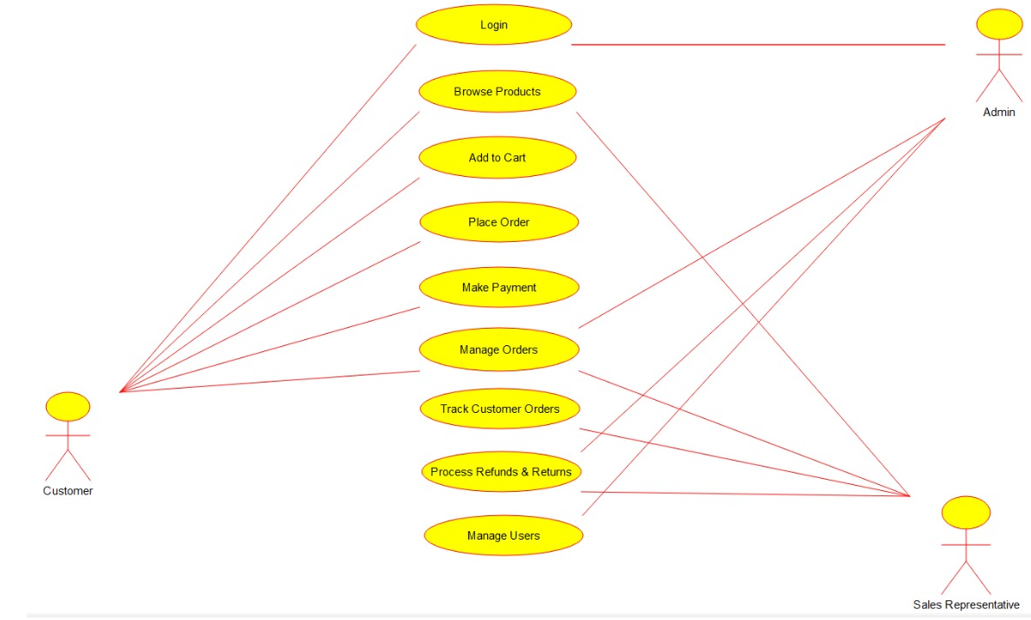 Login
Admin
Browse Products
Add to Cart
Place Order
Make Payment
Manage Orders
Track Customer Orders
Process Refunds & Returns
Customer
Manage Users
Sales Representative